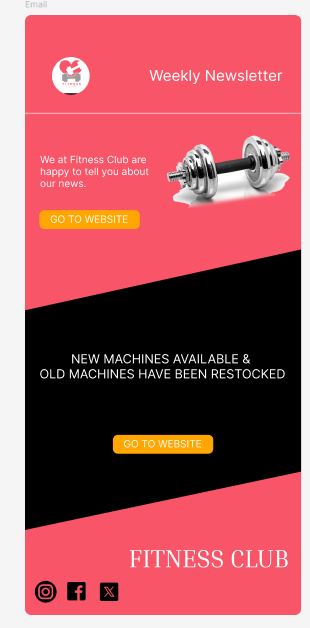 Email
Weekly Newsletter
We at Fitness Club are
happy to tell you about
our news.
GO TO WEBSITE
NEW MACHINES AVAILABLE &
OLD MACHINES HAVE BEEN RESTOCKED
GO TO WEBSITE
FITNESS CLUB